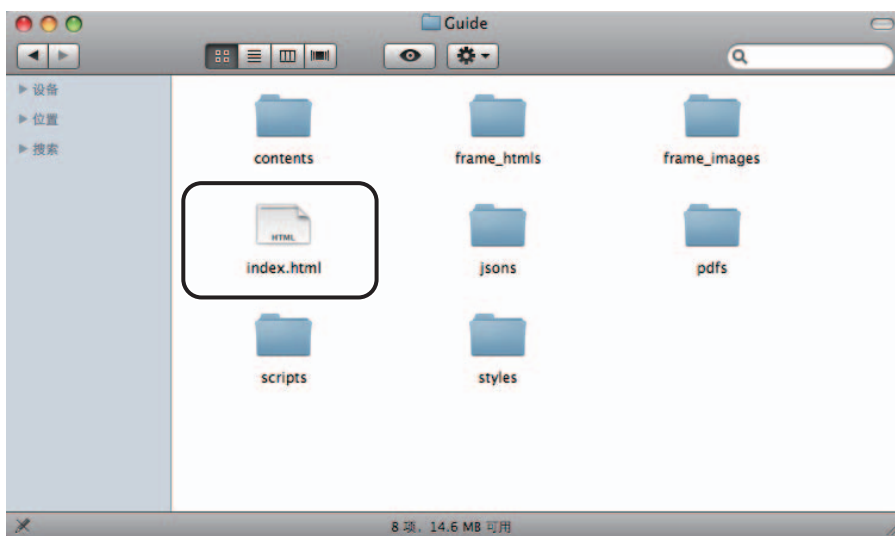 Guide
设备
位置
搜索
contents
frame_htmls
frame_images
HTML
index.html
jsons
pdfs
scripts
styles
8 项，14.6 MB 可用